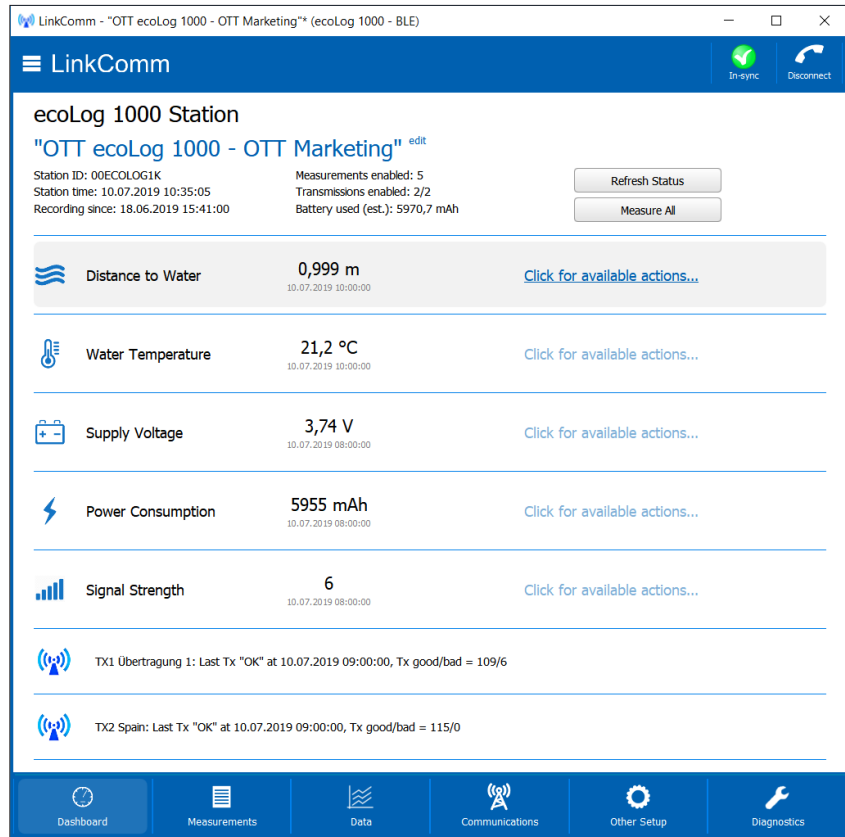 LinkComm - "OTT ecoLog 1000 - OTT Marketing"* (ecoLog 1000 - BLE)
LinkComm
In-sync
Disconnect
ecoLog 1000 Station
"OTT ecoLog 1000 - OTT Marketing" edit
Station ID: 00ECOLOG1K
Measurements enabled: 5
Station time: 10.07.2019 10:35:05
Transmissions enabled: 2/2
Recording since: 18.06.2019 15:41:00
Battery used (est.): 5970,7 mAh
Refresh Status
Measure All
Distance to Water
0,999 m
10.07.2019 10:00:00
Click for available actions...
Water Temperature
21,2 °C
10.07.2019 10:00:00
Click for available actions...
Supply Voltage
3,74 V
10.07.2019 08:00:00
Click for available actions...
Power Consumption
5955 mAh
10.07.2019 08:00:00
Click for available actions...
Signal Strength
6
10.07.2019 08:00:00
Click for available actions...
TX1 Übertragung 1: Last Tx "OK" at 10.07.2019 09:00:00, Tx good/bad = 109/6
TX2 Spain: Last Tx "OK" at 10.07.2019 09:00:00, Tx good/bad = 115/0
Dashboard
Measurements
Data
Communications
Other Setup
Diagnostics